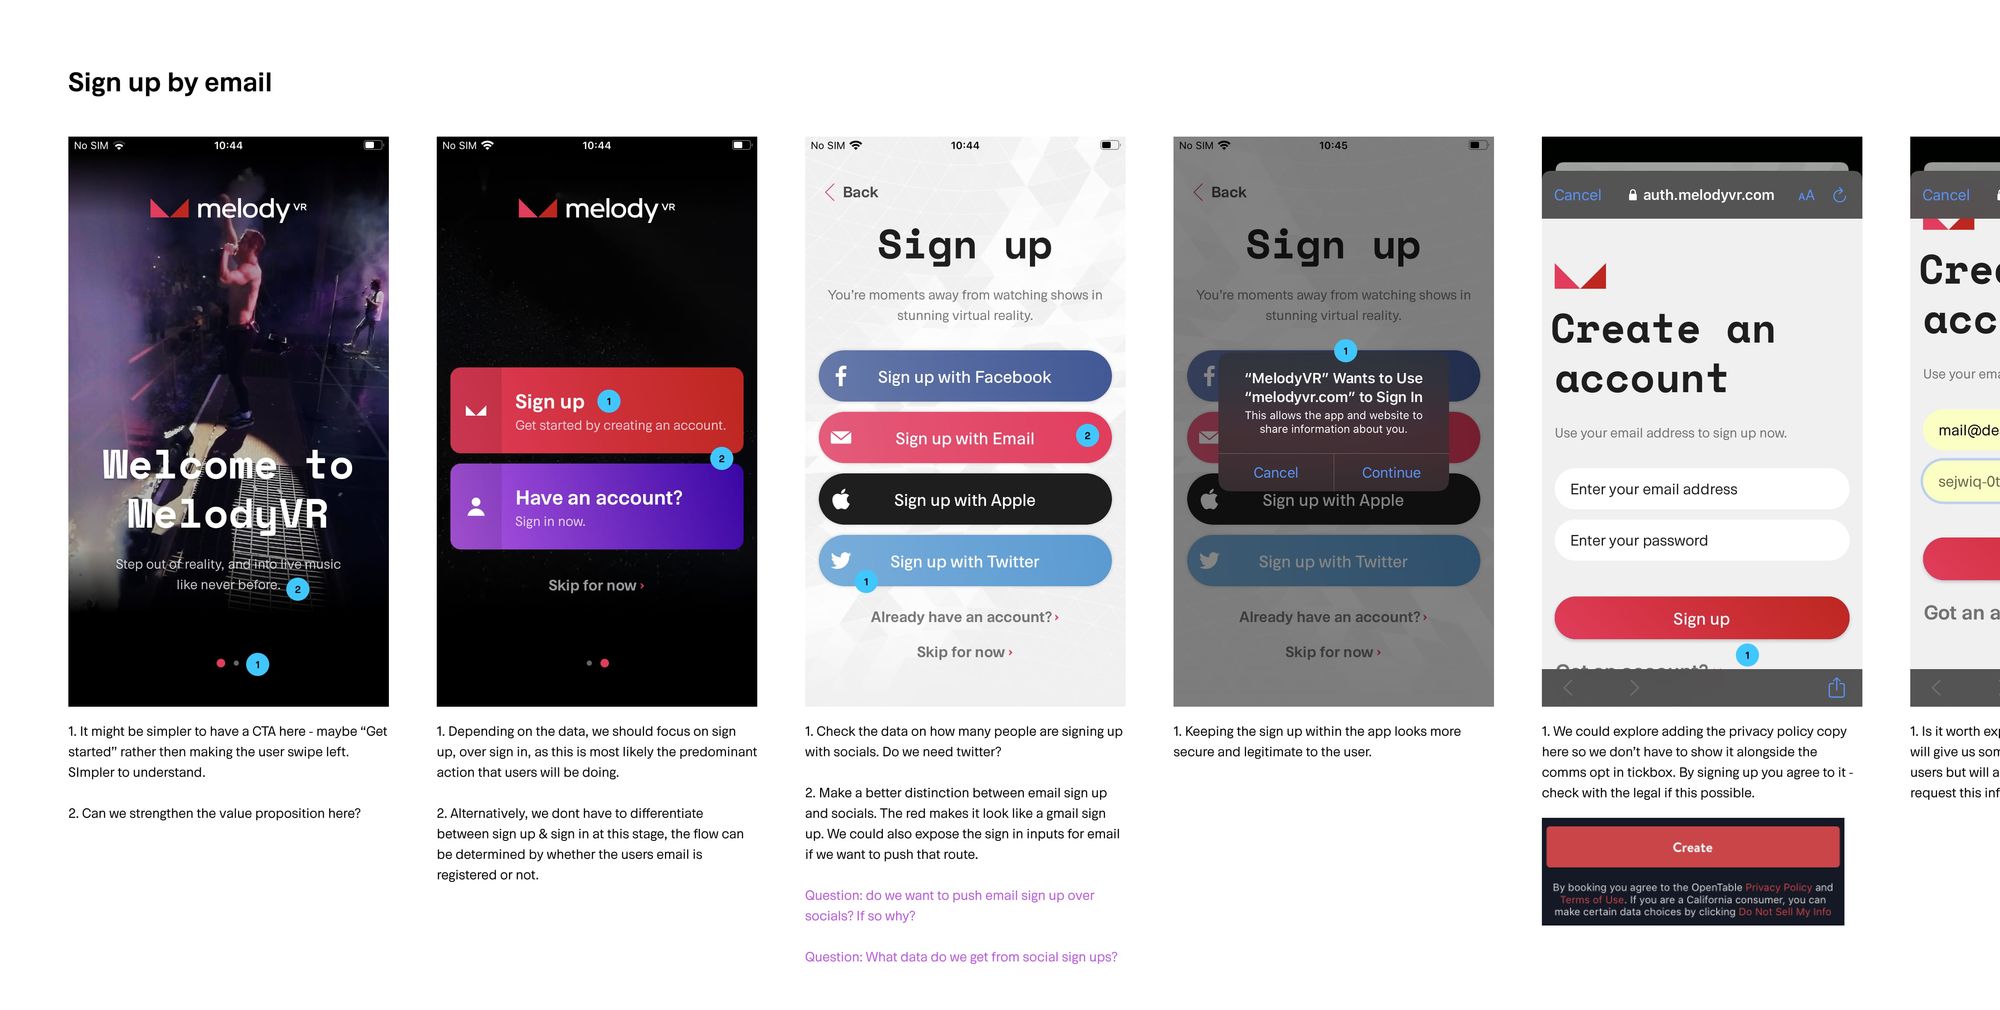 Sign up by email
No SIM 10:44
melody VR
Welcome to
MelodyVR
Step out of reality, and into live music
like never before.
2
1
1. It might be simpler to have a CTA here - maybe “Get
started” rather then making the user swipe left.
SImpler to understand.
2. Can we strengthen the value proposition here?
No SIM 10:44
melody VR
Sign up 1
Get started by creating an account.
2
Have an account?
Sign in now.
Skip for now ›
1. Depending on the data, we should focus on sign
up, over sign in, as this is most likely the predominant
action that users will be doing.
2. Alternatively, we dont have to differentiate
between sign up & sign in at this stage, the flow can
be determined by whether the users email is
registered or not.
No SIM 10:44
Back
Sign up
You’re moments away from watching shows in
stunning virtual reality.
Sign up with Facebook
Sign up with Email 2
Sign up with Apple
Sign up with Twitter
1
Already have an account? ›
Skip for now ›
1. Check the data on how many people are signing up
with socials. Do we need twitter?
2. Make a better distinction between email sign up
and socials. The red makes it look like a gmail sign
up. We could also expose the sign in inputs for email
if we want to push that route.
Question: do we want to push email sign up over
socials? If so why?
Question: What data do we get from social sign ups?
No SIM 10:45
Back
Sign up
You’re moments away from watching shows in
stunning virtual reality.
1
“MelodyVR” Wants to Use
“melodyvr.com” to Sign In
This allows the app and website to
share information about you.
Cancel Continue
Sign up with Apple
Sign up with Twitter
Already have an account? ›
Skip for now ›
1. Keeping the sign up within the app looks more
secure and legitimate to the user.
Cancel auth.melodyvr.com AA
Create an
account
Use your email address to sign up now.
Enter your email address
Enter your password
Sign up
1
Got an account?
1. We could explore adding the privacy policy copy
here so we don’t have to show it alongside the
comms opt in tickbox. By signing up you agree to it -
check with the legal if this possible.
Create
By booking you agree to the OpenTable Privacy Policy and
Terms of Use. If you are a California consumer, you can
make certain data choices by clicking Do Not Sell My Info
Cancel
Cre
acc
Use your ema
mail@de
sejwiq-0t
Got an a
1. Is it worth exp
will give us som
users but will a
request this inf